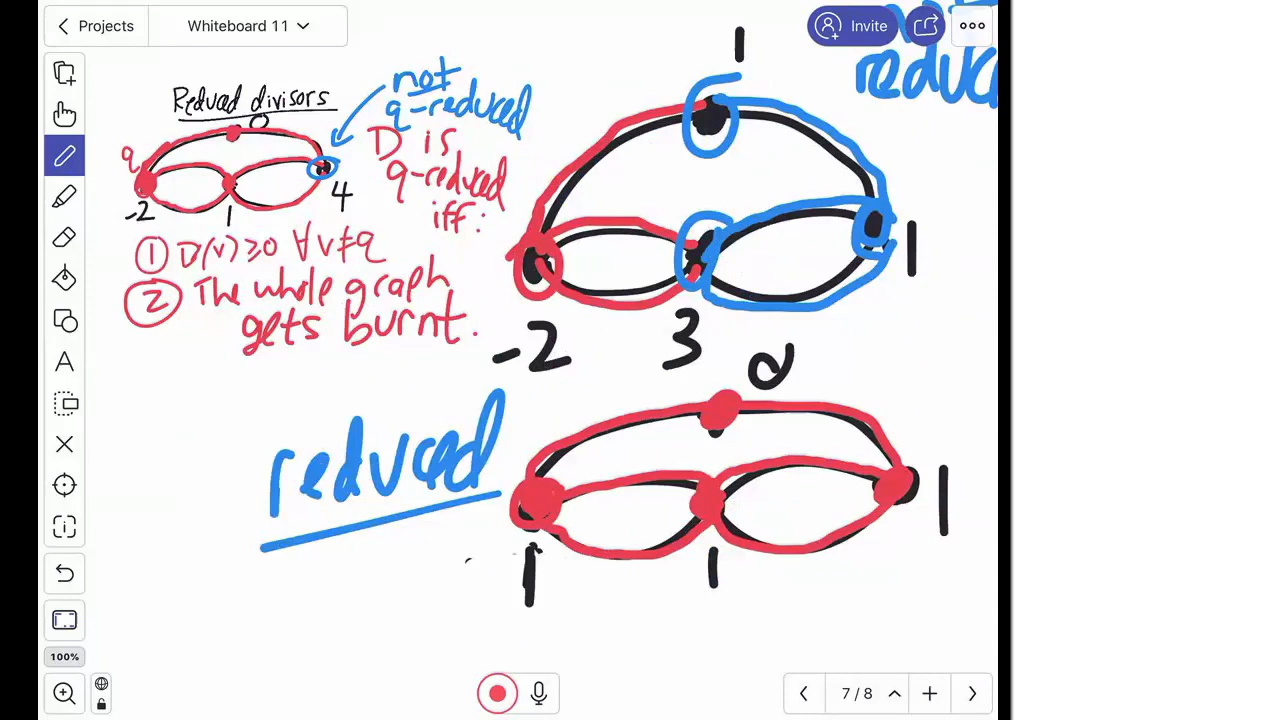 Projects
Whiteboard 11
Invite
Reduced divisors
0
q
-2
1
4
not
q-reduced
D is
q-reduced
iff:
① D(v) ≥0 ∀v≠q
② The whole graph
gets burnt.
1
-2
3
1
reduced
1
1
1
100%
7 / 8